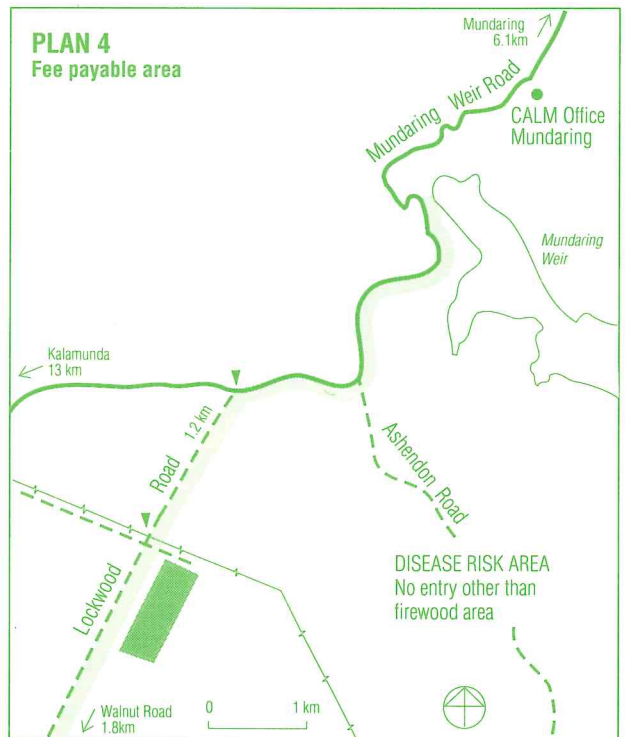 PLAN 4
Fee payable area
Mundaring
6.1km
Mundaring Weir Road
CALM Office
Mundaring
Mundaring
Weir
Kalamunda
13 km
1.2 km
Lockwood Road
Ashendon Road
DISEASE RISK AREA
No entry other than
firewood area
Walnut Road
1.8km
0 1 km